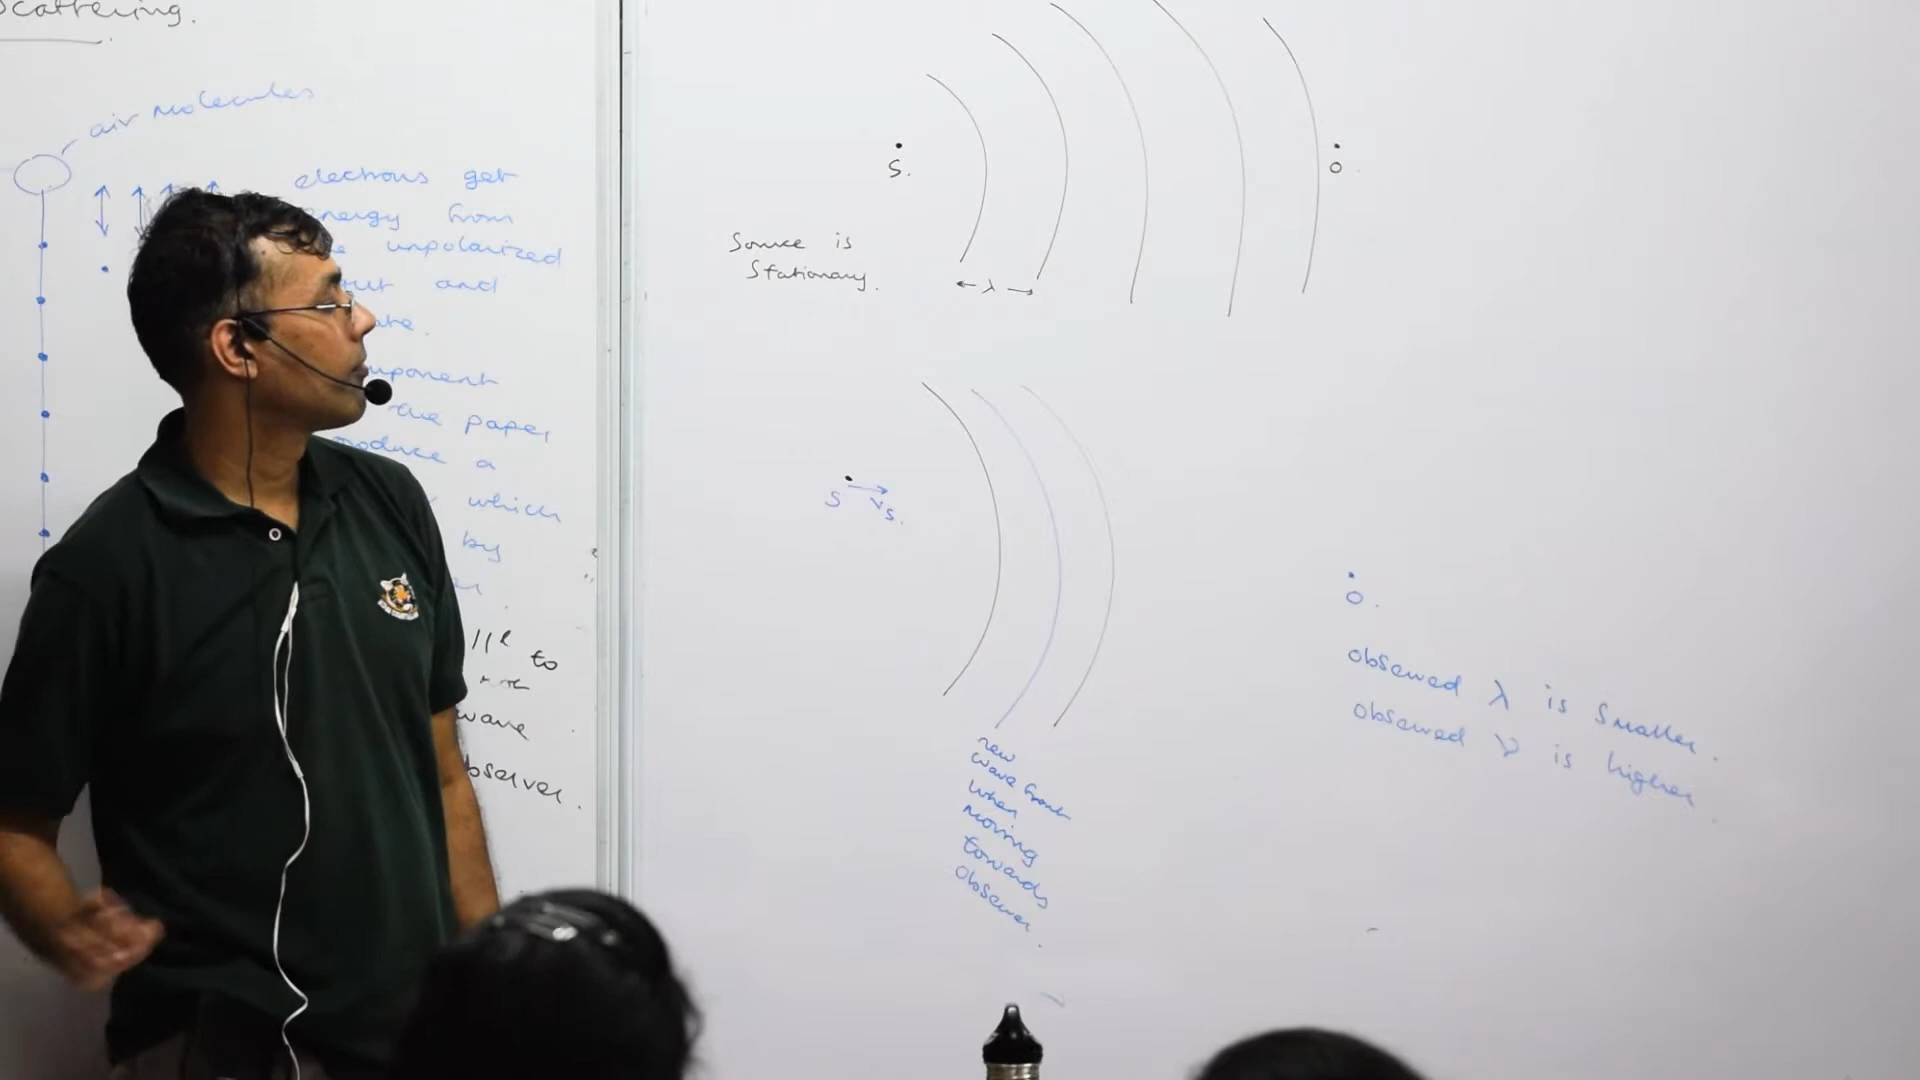 Scattering.
air molecules
electrons get
energy from
unpolarized
and
the paper
produce a
which
by
to
wave
observer.
S.
O
Source is
Stationary.
← λ →
S
vs.
O.
observed λ is smaller.
observed ν is higher
new
wave front
when
moving
towards
observer.